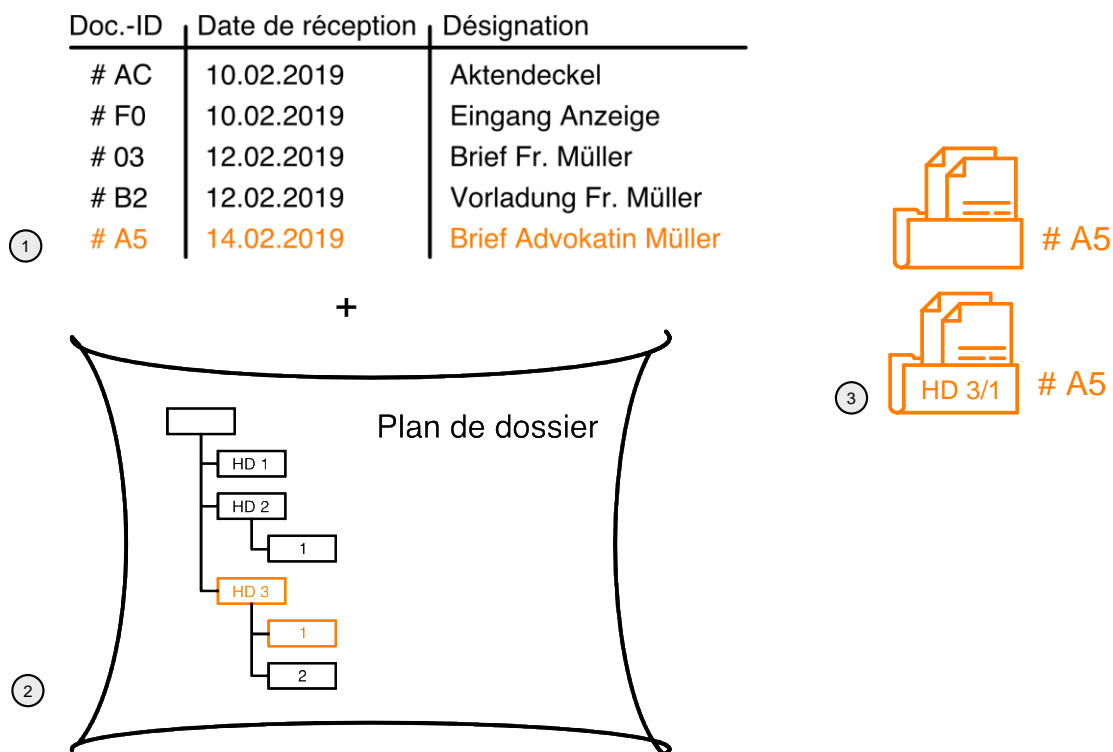 Doc.-ID Date de réception Désignation
# AC 10.02.2019 Aktendeckel
# F0 10.02.2019 Eingang Anzeige
# 03 12.02.2019 Brief Fr. Müller
# B2 12.02.2019 Vorladung Fr. Müller
1 # A5 14.02.2019 Brief Advokatin Müller
# A5
+
HD 3/1 # A5
3
Plan de dossier
HD 1
HD 2
1
HD 3
1
2
2